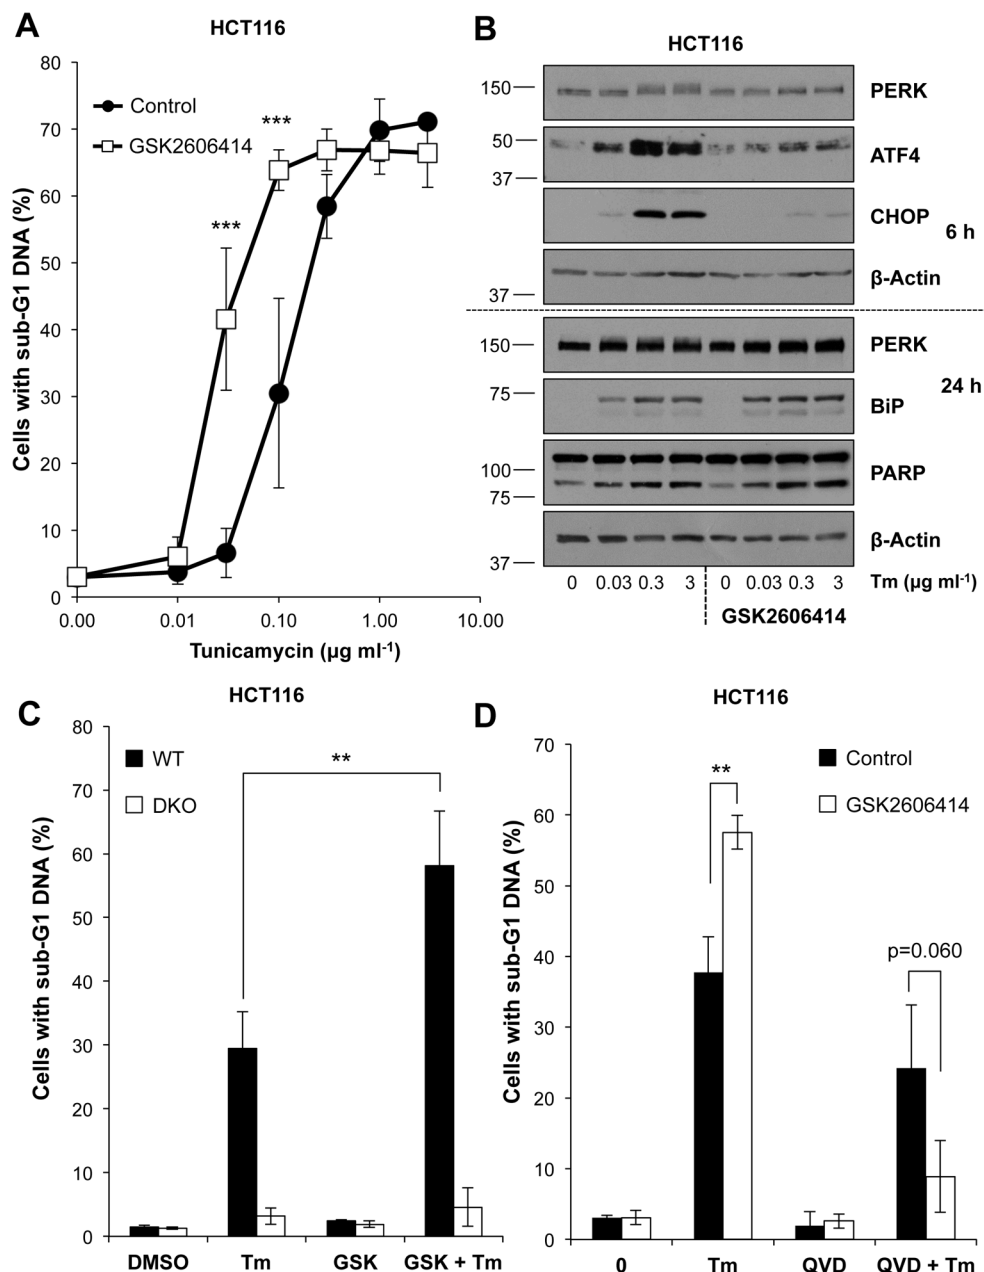 A
HCT116
80
70
60
50
40
30
20
10
0
Cells with sub-G1 DNA (%)
Control
GSK2606414
***
***
0.00 0.01 0.10 1.00 10.00
Tunicamycin (µg ml-1)
B
HCT116
150 PERK
50
ATF4
37
CHOP
6 h
β-Actin
37
150 PERK
24 h
75
BiP
100 PARP
75
β-Actin
37
0 0.03 0.3 3 0 0.03 0.3 3 Tm (µg ml-1)
GSK2606414
C
HCT116
80
70
60
50
40
30
20
10
0
Cells with sub-G1 DNA (%)
WT
DKO
**
DMSO Tm GSK GSK + Tm
D
HCT116
70
60
50
40
30
20
10
0
Cells with sub-G1 DNA (%)
Control
GSK2606414
**
p=0.060
0 Tm QVD QVD + Tm